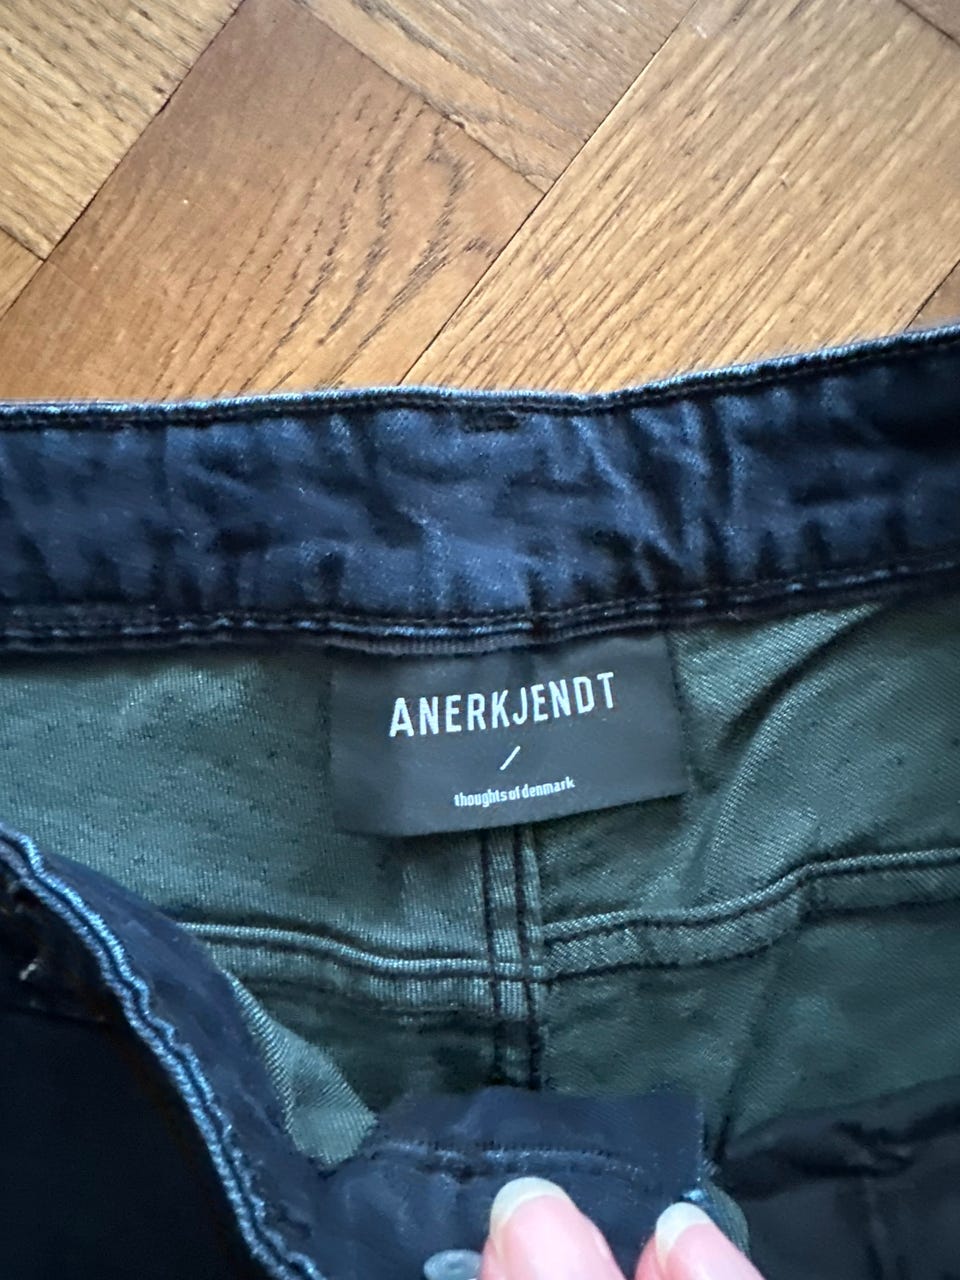 ANERKJENDT
/
thoughts of denmark